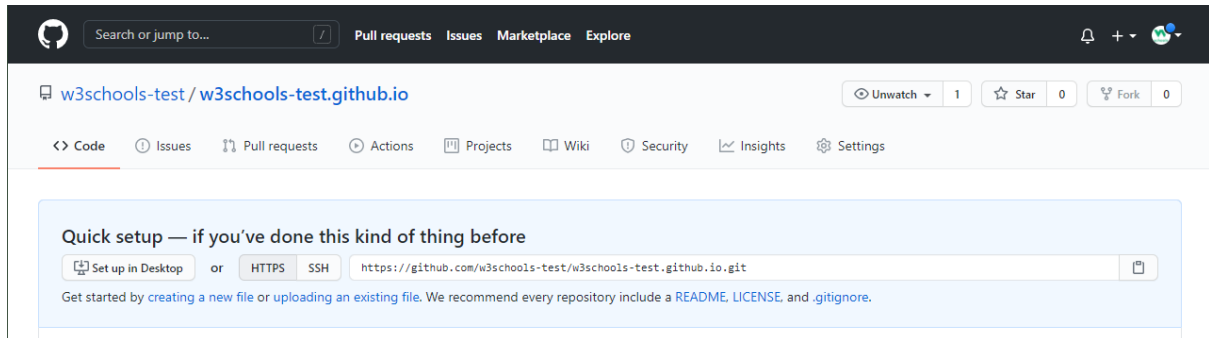 Search or jump to... / Pull requests Issues Marketplace Explore
w3schools-test / w3schools-test.github.io Unwatch 1 Star 0 Fork 0
<> Code Issues Pull requests Actions Projects Wiki Security Insights Settings
Quick setup — if you've done this kind of thing before
Set up in Desktop or HTTPS SSH https://github.com/w3schools-test/w3schools-test.github.io.git
Get started by creating a new file or uploading an existing file. We recommend every repository include a README, LICENSE, and .gitignore.